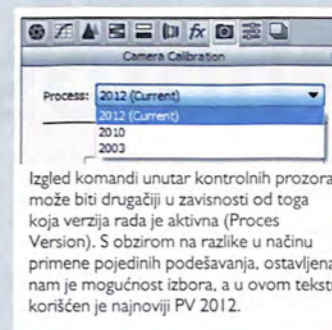 fx
Camera Calibration
Process: 2012 (Current)
2012 (Current)
2010
2003
Izgled komandi unutar kontrolnih prozora
može biti drugačiji u zavisnosti od toga
koja verzija rada je aktivna (Proces
Version). S obzirom na razlike u načinu
primene pojedinih podešavanja, ostavljena
nam je mogućnost izbora, a u ovom tekstu
korišćen je najnoviji PV 2012.